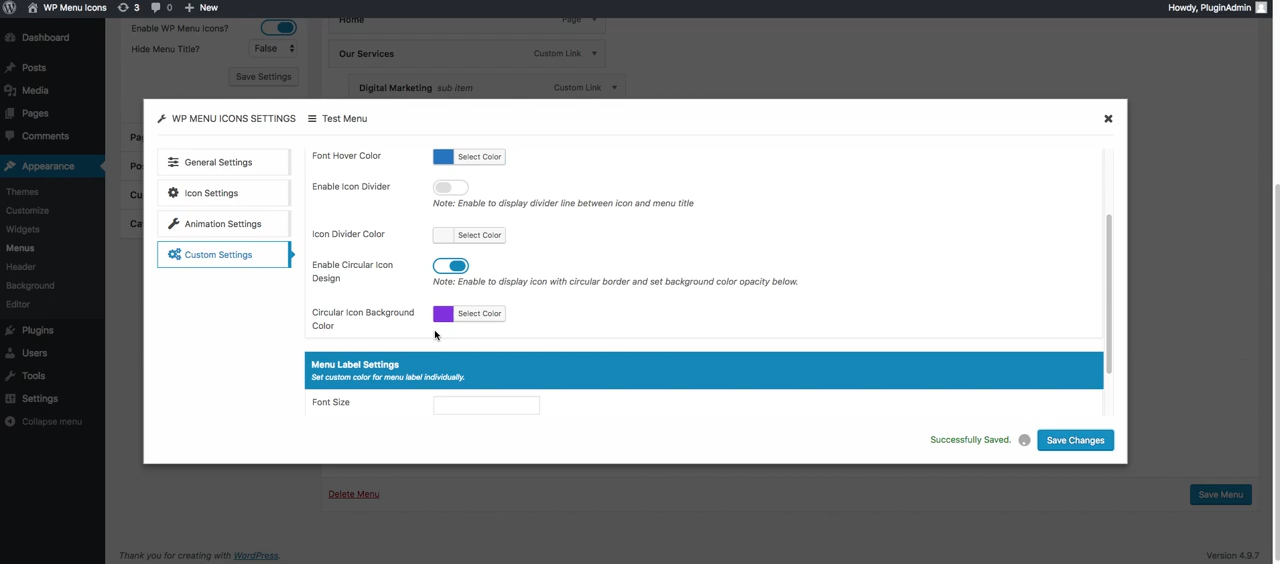 WP Menu Icons 3 0 New Howdy, PluginAdmin
Dashboard
Posts
Media
Pages
Comments
Appearance
Themes
Customize
Widgets
Menus
Header
Background
Editor
Plugins
Users
Tools
Settings
Collapse menu
Enable WP Menu Icons?
Hide Menu Title? False
Save Settings
Home Page
Our Services Custom Link
Digital Marketing sub item Custom Link
WP MENU ICONS SETTINGS Test Menu
General Settings
Icon Settings
Animation Settings
Custom Settings
Font Hover Color Select Color
Enable Icon Divider
Note: Enable to display divider line between icon and menu title
Icon Divider Color Select Color
Enable Circular Icon
Design
Note: Enable to display icon with circular border and set background color opacity below.
Circular Icon Background
Color
Select Color
Menu Label Settings
Set custom color for menu label individually.
Font Size
Successfully Saved. Save Changes
Delete Menu Save Menu
Thank you for creating with WordPress. Version 4.9.7